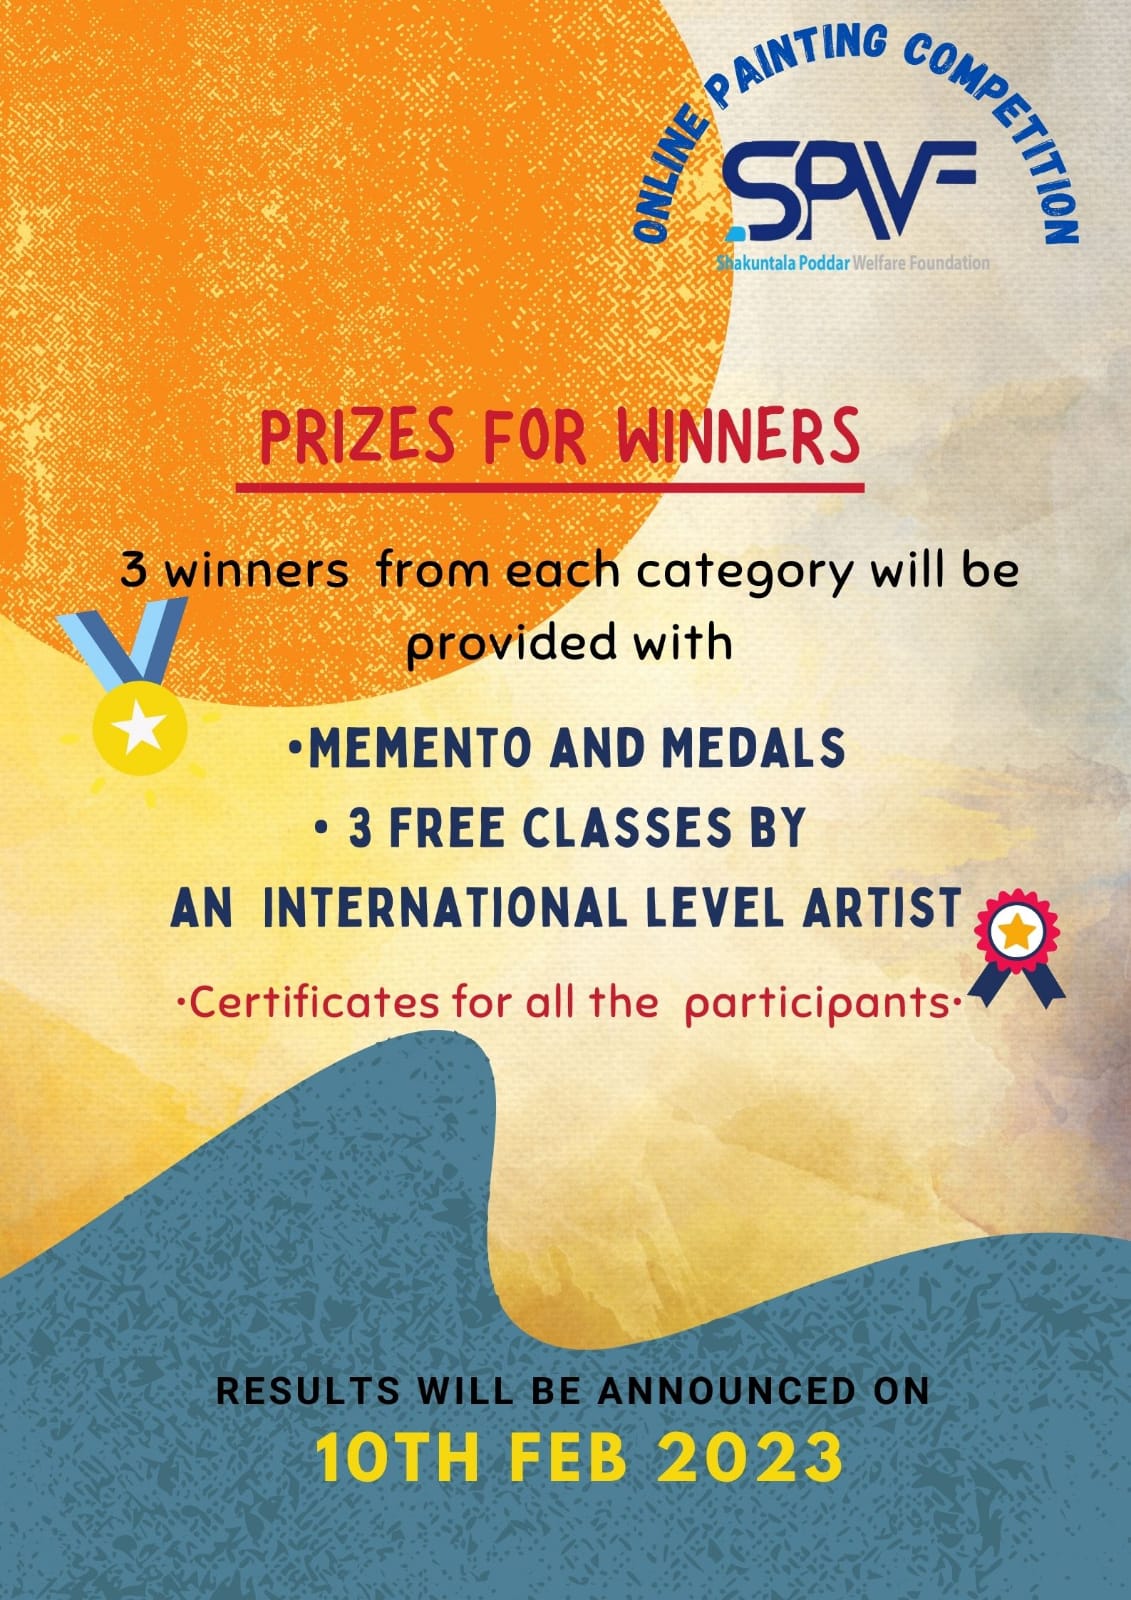 ONLINE PAINTING COMPETITION
SPWF
Shakuntala Poddar Welfare Foundation
PRIZES FOR WINNERS
3 winners from each category will be
provided with
•MEMENTO AND MEDALS
• 3 FREE CLASSES BY
AN INTERNATIONAL LEVEL ARTIST
•Certificates for all the participants•
RESULTS WILL BE ANNOUNCED ON
10TH FEB 2023